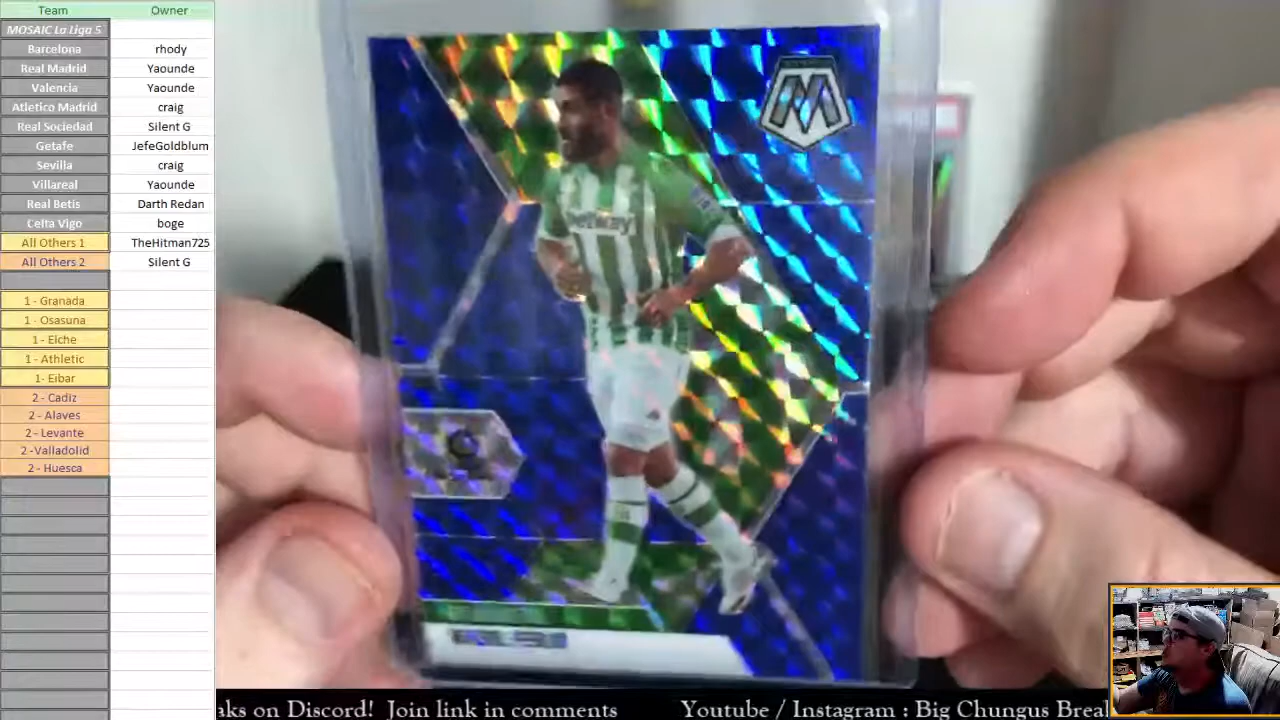 Team Owner
MOSAIC La Liga 5
Barcelona rhody
Real Madrid Yaounde
Valencia Yaounde
Atletico Madrid craig
Real Sociedad Silent G
Getafe JefeGoldblum
Sevilla craig
Villareal Yaounde
Real Betis Darth Redan
Celta Vigo boge
All Others 1 TheHitman725
All Others 2 Silent G
1 - Granada
1 - Osasuna
1 - Elche
1 - Athletic
1- Eibar
2 - Cadiz
2 - Alaves
2 - Levante
2 -Valladolid
2 - Huesca
betway
M
aks on Discord! Join link in comments Youtube / Instagram : Big Chungus Breal